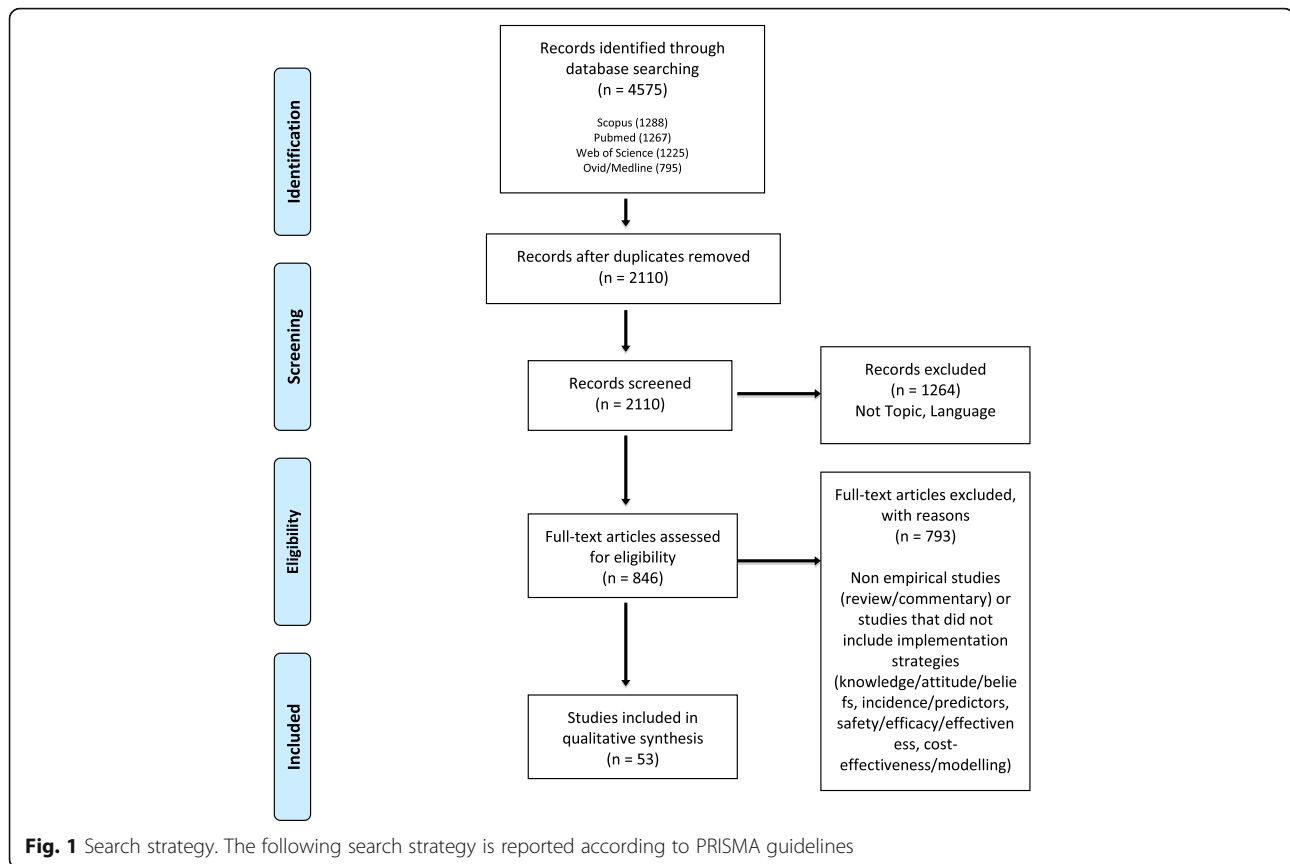 Identification
Records identified through
database searching
(n = 4575)
Scopus (1288)
Pubmed (1267)
Web of Science (1225)
Ovid/Medline (795)
Records after duplicates removed
(n = 2110)
Screening
Records screened
(n = 2110)
Records excluded
(n = 1264)
Not Topic, Language
Eligibility
Full-text articles assessed
for eligibility
(n = 846)
Full-text articles excluded,
with reasons
(n = 793)
Non empirical studies
(review/commentary) or
studies that did not
include implementation
strategies
(knowledge/attitude/belie
fs, incidence/predictors,
safety/efficacy/effectiven
ess, cost-
effectiveness/modelling)
Included
Studies included in
qualitative synthesis
(n = 53)
Fig. 1 Search strategy. The following search strategy is reported according to PRISMA guidelines